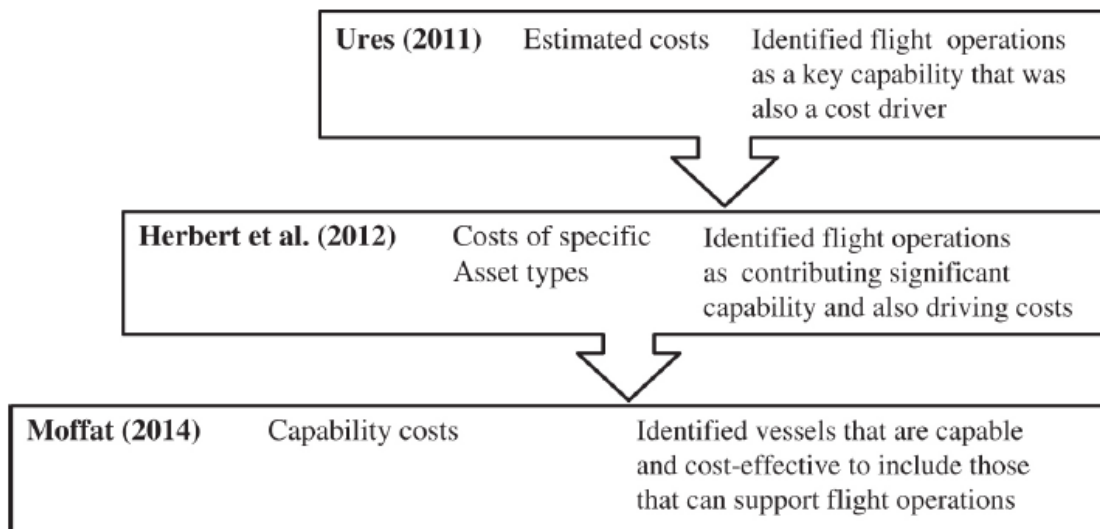 Ures (2011) Estimated costs Identified flight operations
as a key capability that was
also a cost driver
Herbert et al. (2012) Costs of specific Identified flight operations
Asset types as contributing significant
capability and also driving costs
Moffat (2014) Capability costs Identified vessels that are capable
and cost-effective to include those
that can support flight operations